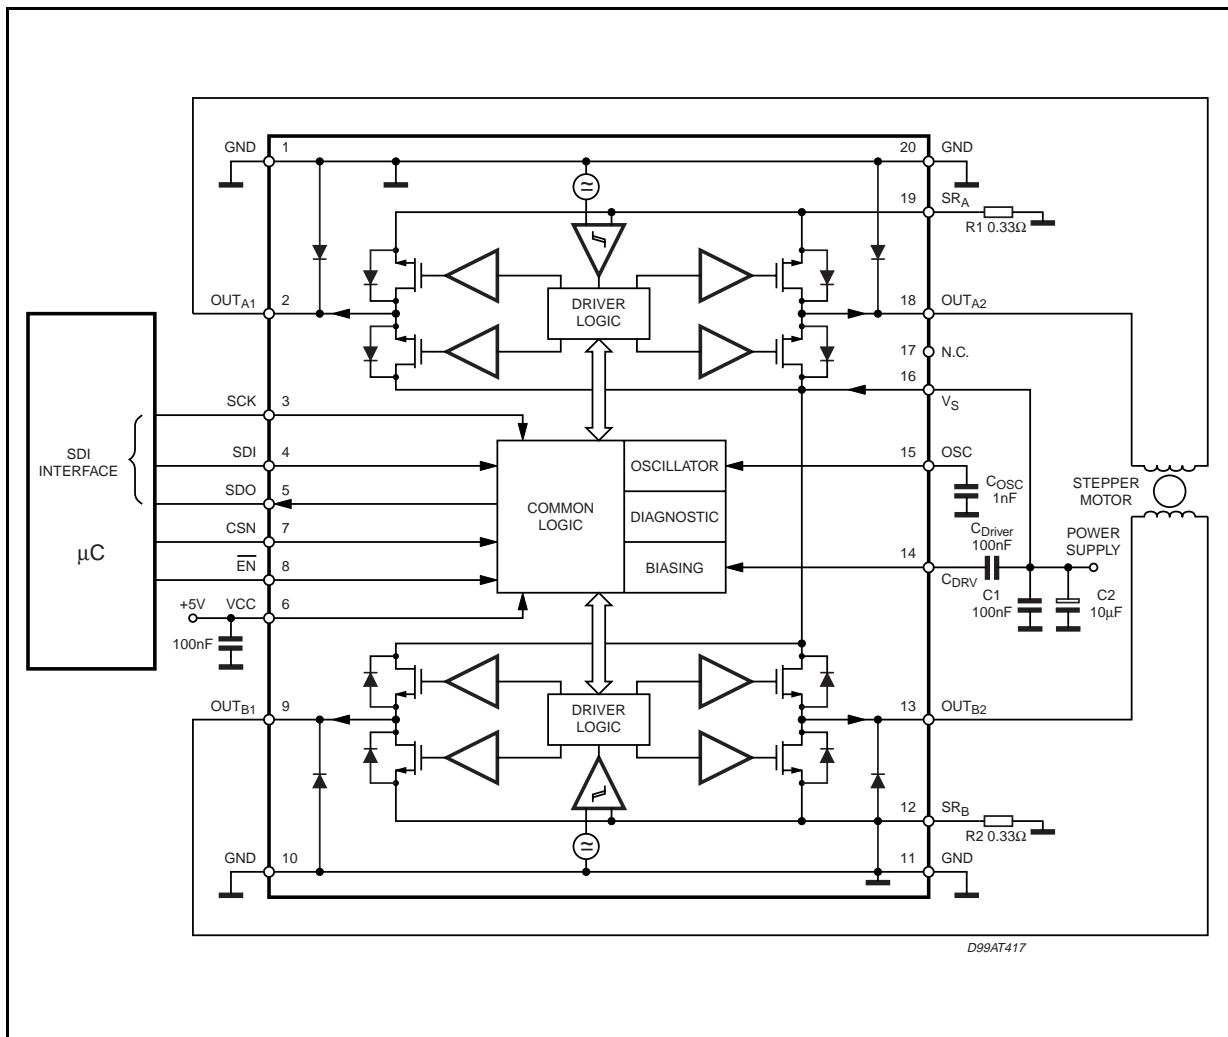 GND 1
20 GND
19 SRA
R1 0.33Ω
OUTA1 2
DRIVER
LOGIC
18 OUTA2
17 N.C.
16
VS
SCK 3
SDI
INTERFACE
SDI 4
SDO 5
CSN 7
EN 8
μC
+5V VCC 6
100nF
COMMON
LOGIC
OSCILLATOR
DIAGNOSTIC
BIASING
15 OSC
COSC
1nF
STEPPER
MOTOR
CDriver
100nF
POWER
SUPPLY
14
CDRV
C1
100nF
C2
10μF
OUTB1 9
DRIVER
LOGIC
13 OUTB2
12 SRB
R2 0.33Ω
GND 10
11 GND
D99AT417